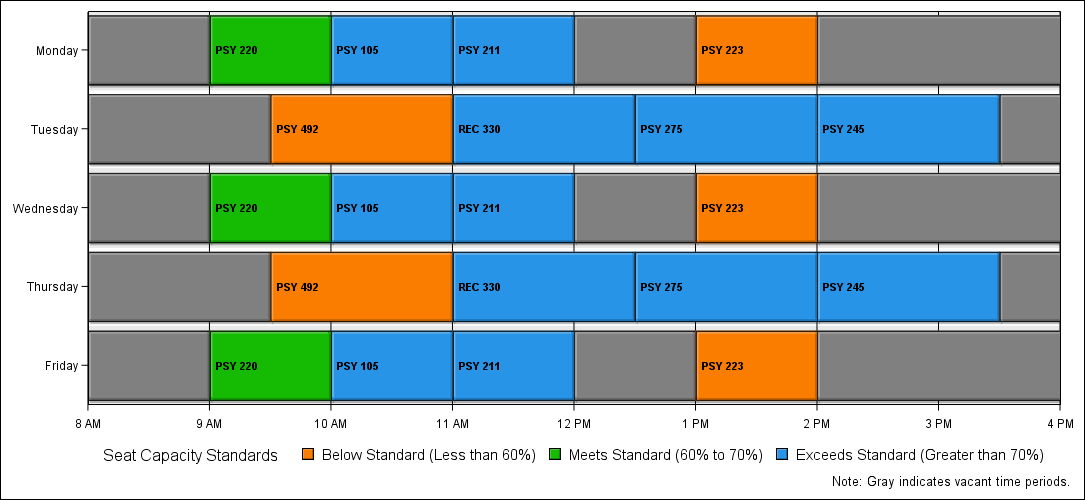 Monday PSY 220 PSY 105 PSY 211 PSY 223
Tuesday PSY 492 REC 330 PSY 275 PSY 245
Wednesday PSY 220 PSY 105 PSY 211 PSY 223
Thursday PSY 492 REC 330 PSY 275 PSY 245
Friday PSY 220 PSY 105 PSY 211 PSY 223
8 AM 9 AM 10 AM 11 AM 12 PM 1 PM 2 PM 3 PM 4 PM
Seat Capacity Standards Below Standard (Less than 60%) Meets Standard (60% to 70%) Exceeds Standard (Greater than 70%)
Note: Gray indicates vacant time periods.